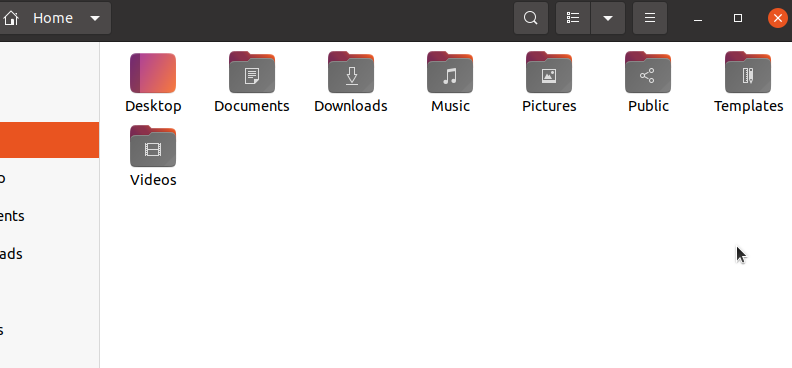 Home
Desktop Documents Downloads Music Pictures Public Templates
Videos
ents
ads
s